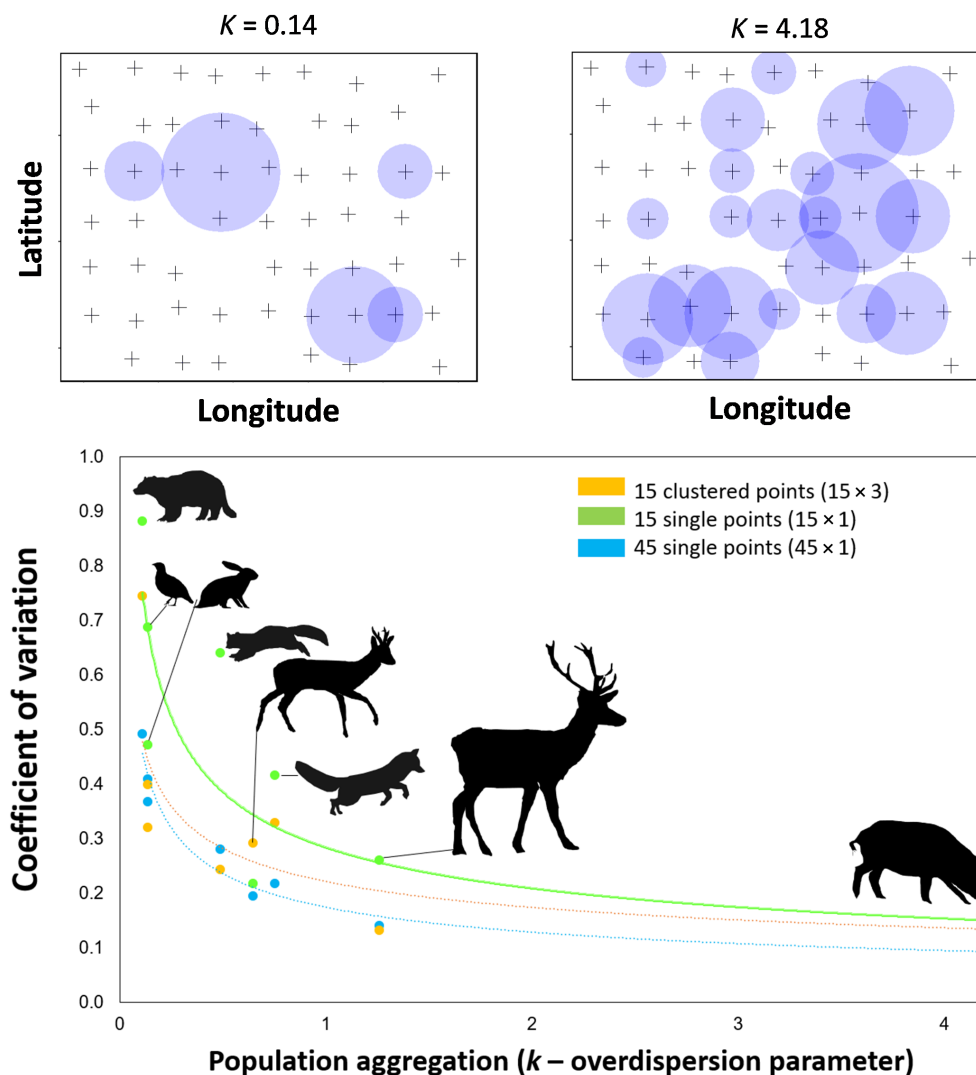 K = 0.14
K = 4.18
Latitude
Longitude
Longitude
1.0
0.9
0.8
0.7
0.6
0.5
0.4
0.3
0.2
0.1
0.0
Coefficient of variation
15 clustered points (15 × 3)
15 single points (15 × 1)
45 single points (45 × 1)
0
1
2
3
4
Population aggregation (k – overdispersion parameter)